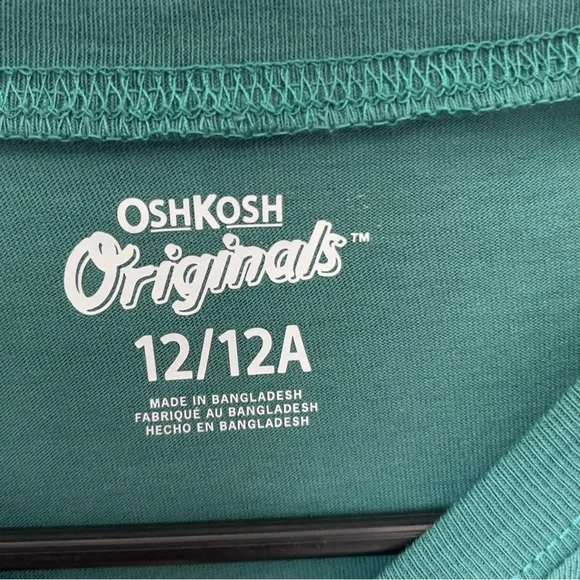 OSHKOSH
Originals™
12/12A
MADE IN BANGLADESH
FABRIQUÉ AU BANGLADESH
HECHO EN BANGLADESH